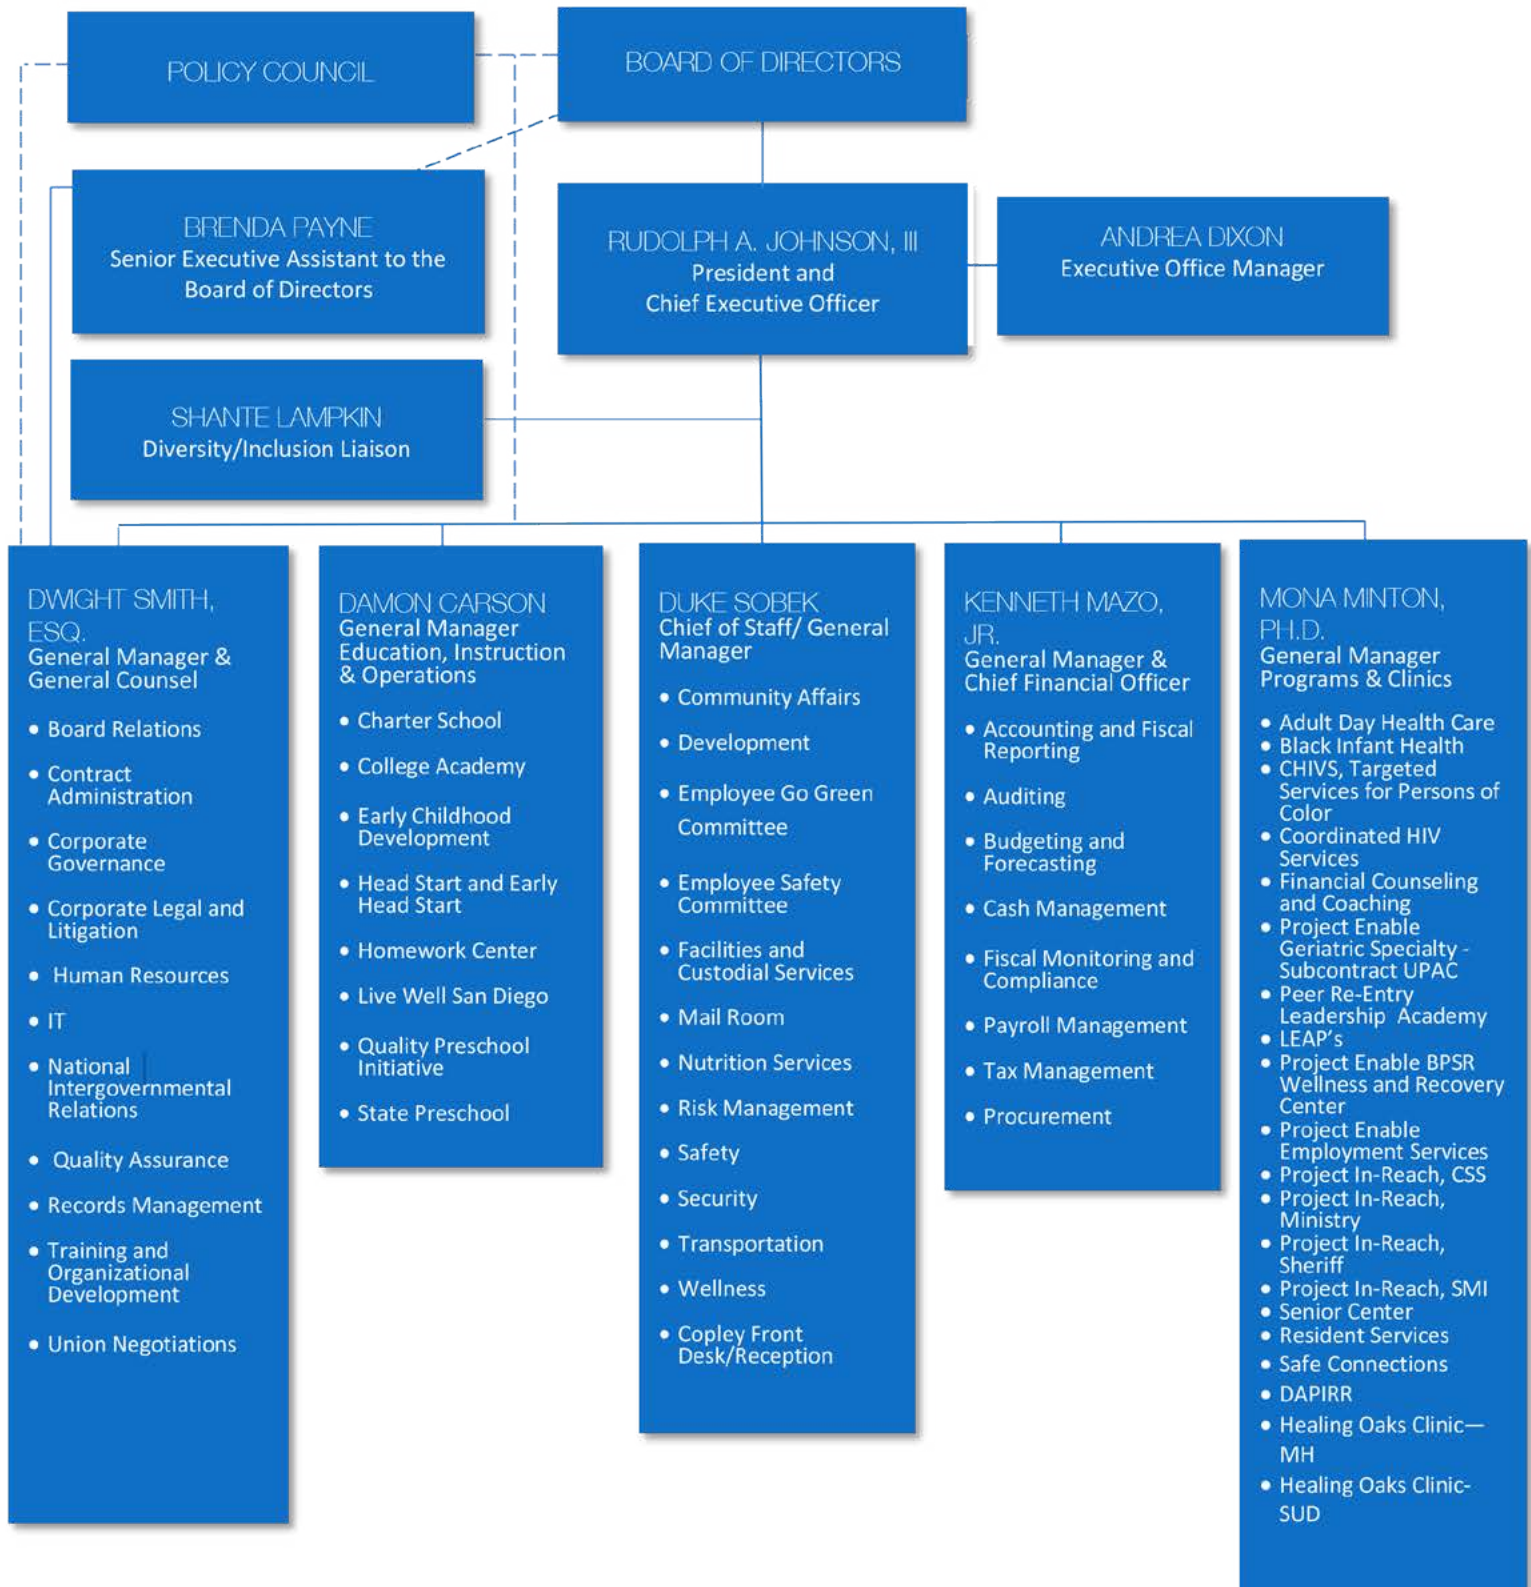 POLICY COUNCIL
BOARD OF DIRECTORS
BRENDA PAYNE
Senior Executive Assistant to the
Board of Directors
RUDOLPH A. JOHNSON, III
President and
Chief Executive Officer
ANDREA DIXON
Executive Office Manager
SHANTE LAMPKIN
Diversity/Inclusion Liaison
DWIGHT SMITH,
ESQ.
General Manager &
General Counsel
• Board Relations
• Contract
Administration
• Corporate
Governance
• Corporate Legal and
Litigation
• Human Resources
• IT
• National
Intergovernmental
Relations
• Quality Assurance
• Records Management
• Training and
Organizational
Development
• Union Negotiations
DAMON CARSON
General Manager
Education, Instruction
& Operations
• Charter School
• College Academy
• Early Childhood
Development
• Head Start and Early
Head Start
• Homework Center
• Live Well San Diego
• Quality Preschool
Initiative
• State Preschool
DUKE SOBEK
Chief of Staff/ General
Manager
• Community Affairs
• Development
• Employee Go Green
Committee
• Employee Safety
Committee
• Facilities and
Custodial Services
• Mail Room
• Nutrition Services
• Risk Management
• Safety
• Security
• Transportation
• Wellness
• Copley Front
Desk/Reception
KENNETH MAZO,
JR.
General Manager &
Chief Financial Officer
• Accounting and Fiscal
Reporting
• Auditing
• Budgeting and
Forecasting
• Cash Management
• Fiscal Monitoring and
Compliance
• Payroll Management
• Tax Management
• Procurement
MONA MINTON,
PH.D.
General Manager
Programs & Clinics
• Adult Day Health Care
• Black Infant Health
• CHIVS, Targeted
Services for Persons of
Color
• Coordinated HIV
Services
• Financial Counseling
and Coaching
• Project Enable
Geriatric Specialty -
Subcontract UPAC
• Peer Re-Entry
Leadership Academy
• LEAP's
• Project Enable BPSR
Wellness and Recovery
Center
• Project Enable
Employment Services
• Project In-Reach, CSS
• Project In-Reach,
Ministry
• Project In-Reach,
Sheriff
• Project In-Reach, SMI
• Senior Center
• Resident Services
• Safe Connections
• DAPIRR
• Healing Oaks Clinic—
MH
• Healing Oaks Clinic-
SUD